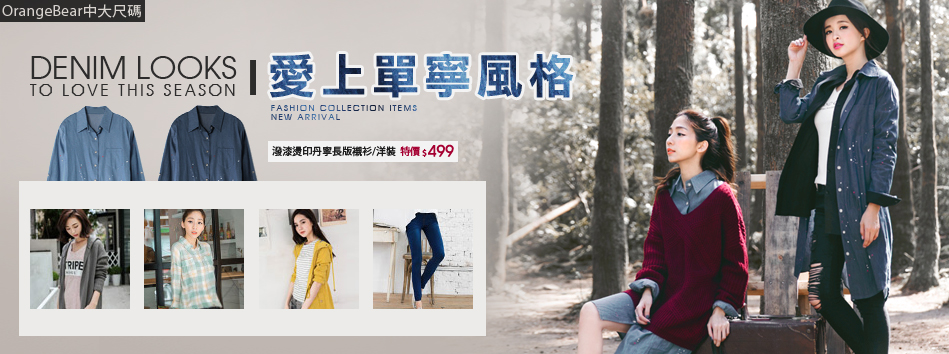 OrangeBear中大尺碼
DENIM LOOKS
TO LOVE THIS SEASON
愛上單寧風格
FASHION COLLECTION ITEMS
NEW ARRIVAL
潑漆燙印丹寧長版襯衫/洋裝 特價$499
TRIPE